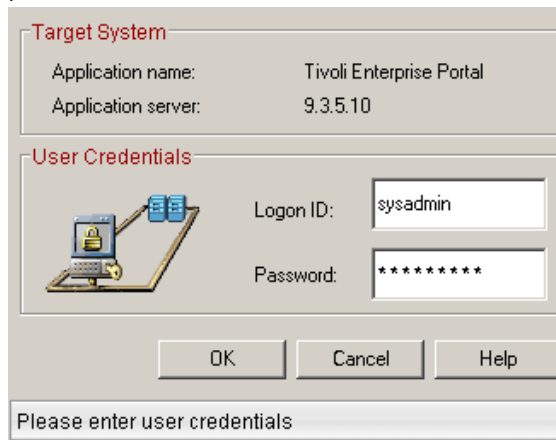 Target System
Application name: Tivoli Enterprise Portal
Application server: 9.3.5.10
User Credentials
Logon ID: sysadmin
Password: *********
OK Cancel Help
Please enter user credentials